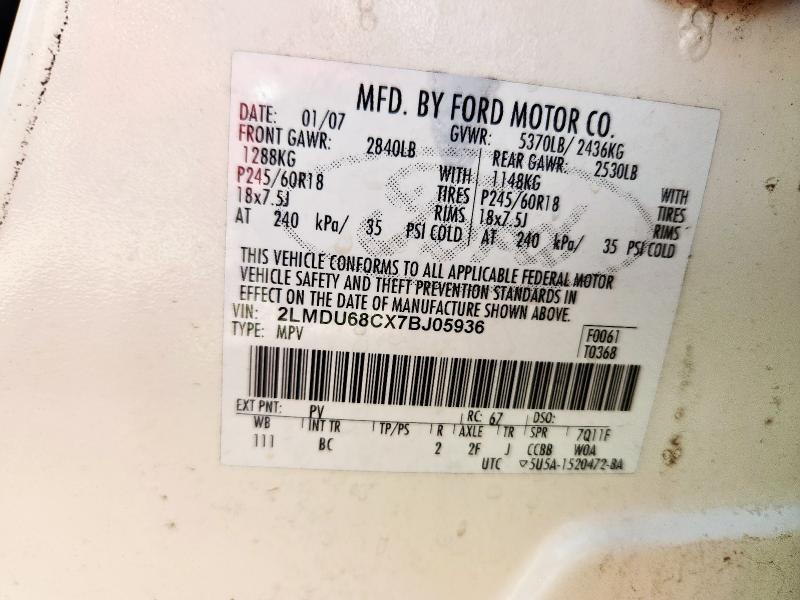 MFD. BY FORD MOTOR CO.
DATE: 01/07 GVWR: 5370LB/ 2436KG
FRONT GAWR: 2840LB REAR GAWR: 2530LB
1288KG WITH 1148KG WITH
P245/60R18 TIRES P245/60R18 TIRES
18x7.5J RIMS 18x7.5J RIMS
AT 240 kPa/ 35 PSI COLD AT 240 kPa/ 35 PSI COLD
THIS VEHICLE CONFORMS TO ALL APPLICABLE FEDERAL MOTOR
VEHICLE SAFETY AND THEFT PREVENTION STANDARDS IN
EFFECT ON THE DATE OF MANUFACTURE SHOWN ABOVE.
VIN: 2LMDU68CX7BJ05936
TYPE: MPV F0061
T0368
EXT PNT: PV RC: 67 DSO:
WB INT TR TP/PS R AXLE TR SPR 7Q11F
111 BC 2 2F J CCBB W0A
UTC ▽5U5A-1520472-BA